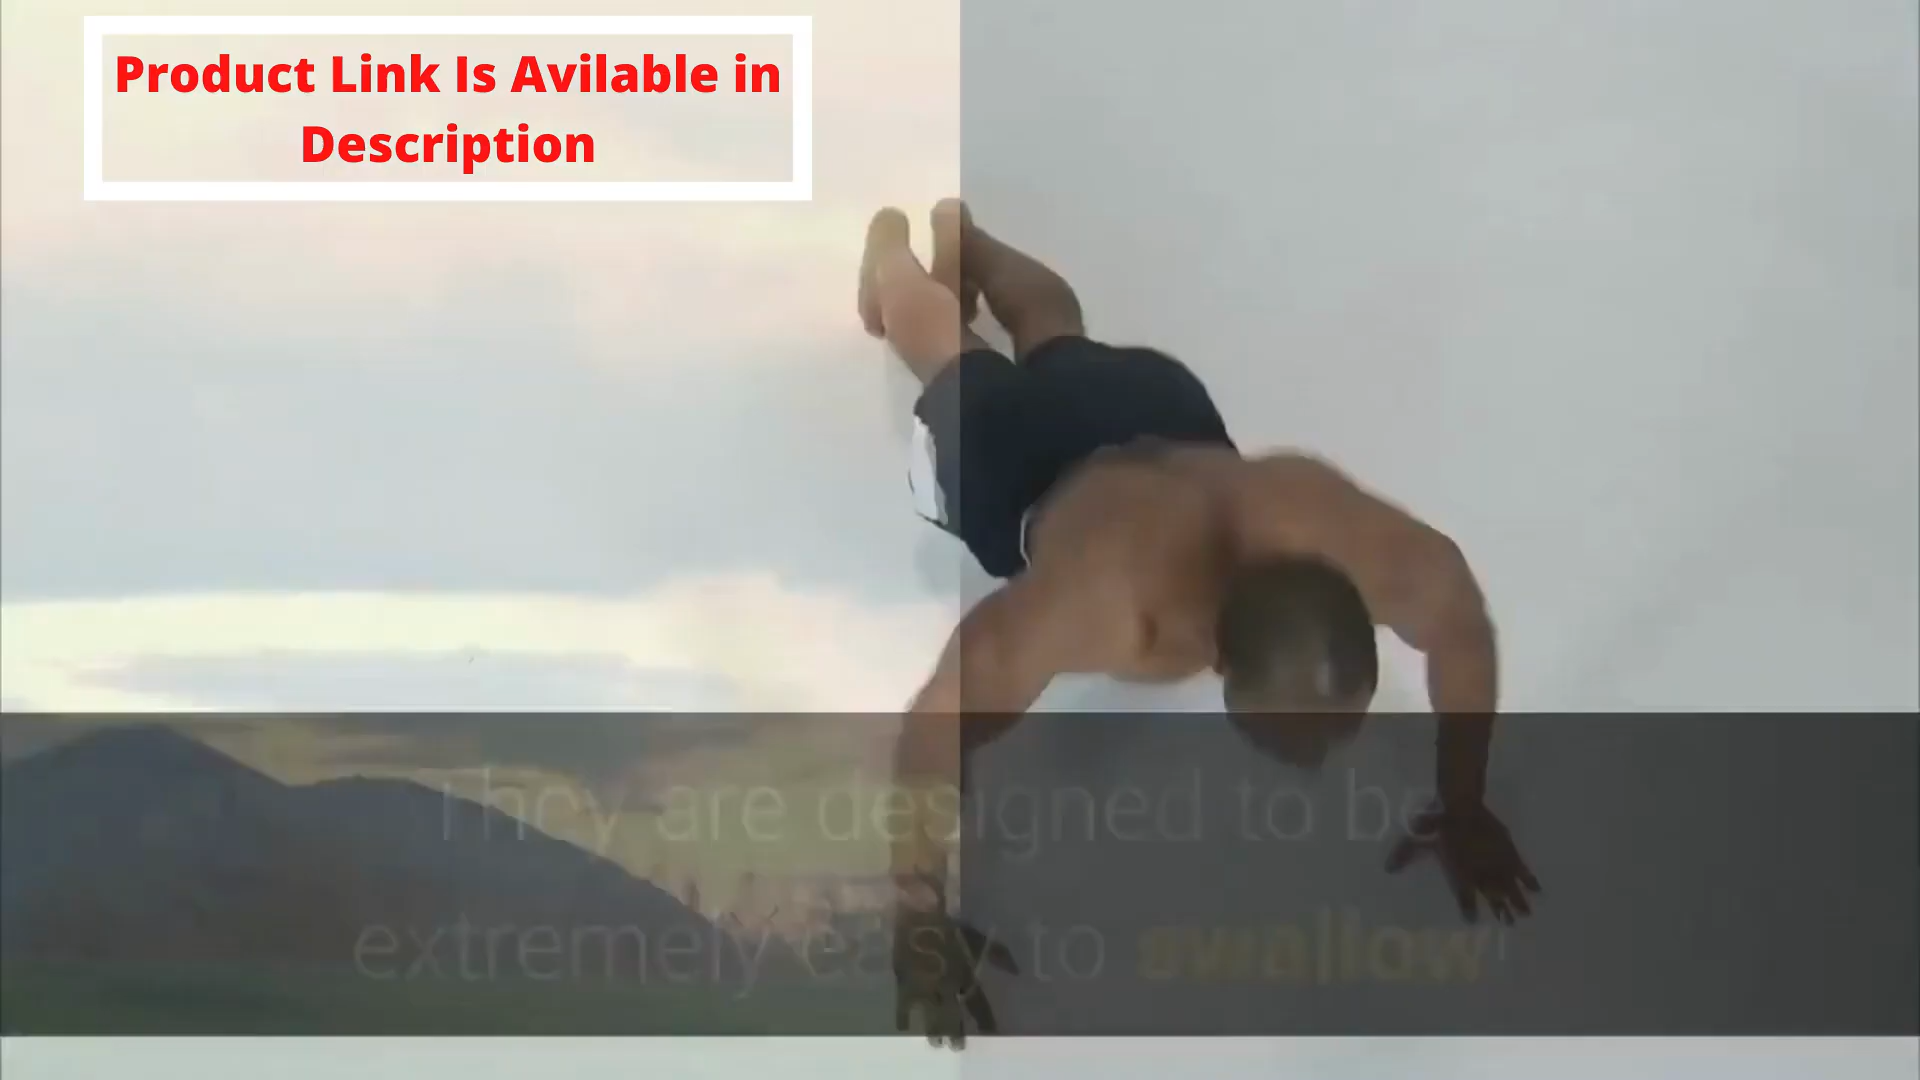 Product Link Is Avilable in
Description
They are designed to be
extremely easy to swallow!